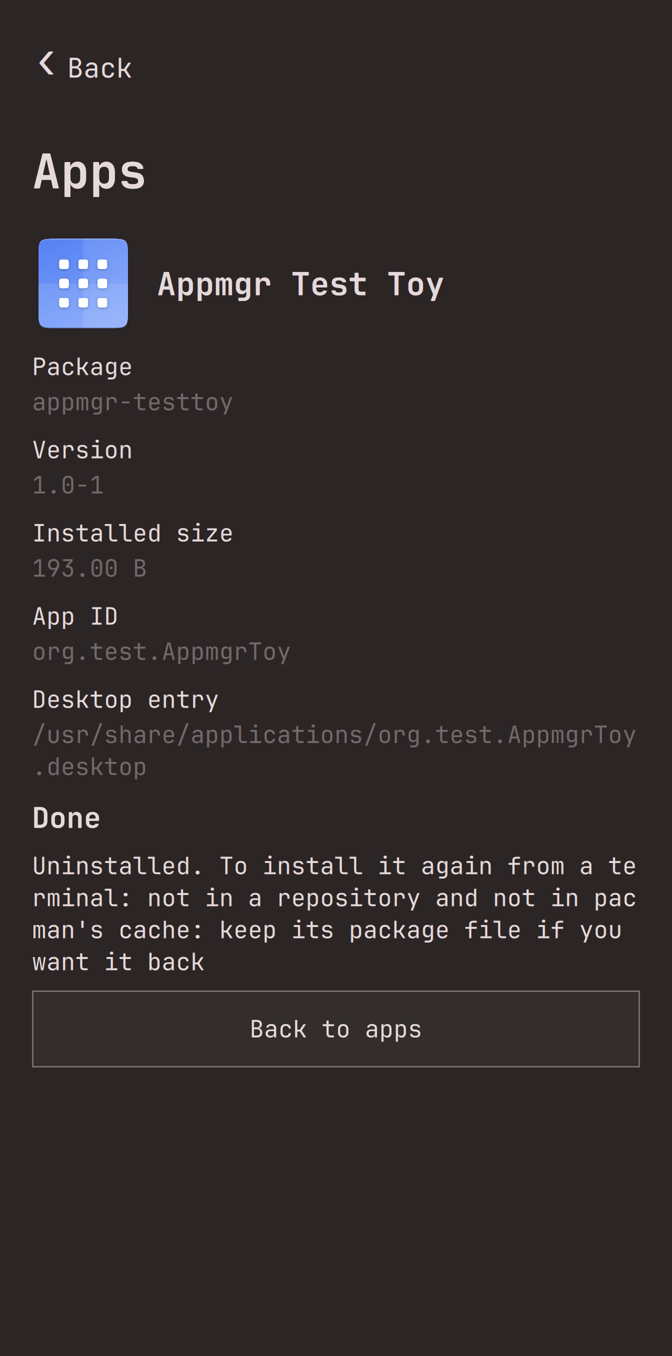 Back
Apps
Appmgr Test Toy
Package
appmgr-testtoy
Version
1.0-1
Installed size
193.00 B
App ID
org.test.AppmgrToy
Desktop entry
/usr/share/applications/org.test.AppmgrToy
.desktop
Done
Uninstalled. To install it again from a te
rminal: not in a repository and not in pac
man's cache: keep its package file if you
want it back
Back to apps